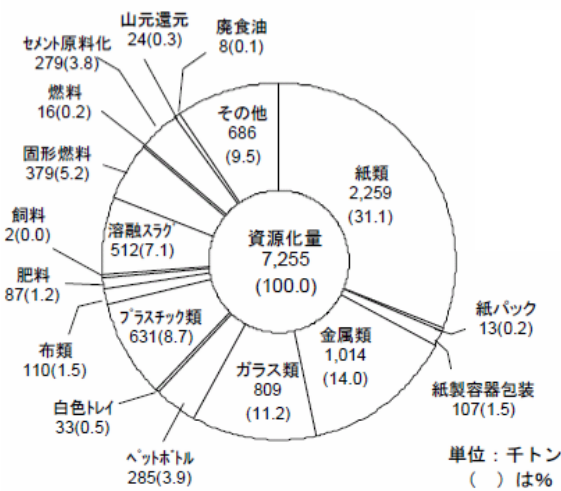 資源化量
7,255
(100.0)
紙類
2,259
(31.1)
紙パック
13(0.2)
紙製容器包装
107(1.5)
金属類
1,014
(14.0)
ガラス類
809
(11.2)
ペットボトル
285(3.9)
白色トレイ
33(0.5)
プラスチック類
631(8.7)
布類
110(1.5)
肥料
87(1.2)
飼料
2(0.0)
溶融スラグ
512(7.1)
固形燃料
379(5.2)
燃料
16(0.2)
セメント原料化
279(3.8)
山元還元
24(0.3)
廃食油
8(0.1)
その他
686
(9.5)
単位：千トン
（　）は%